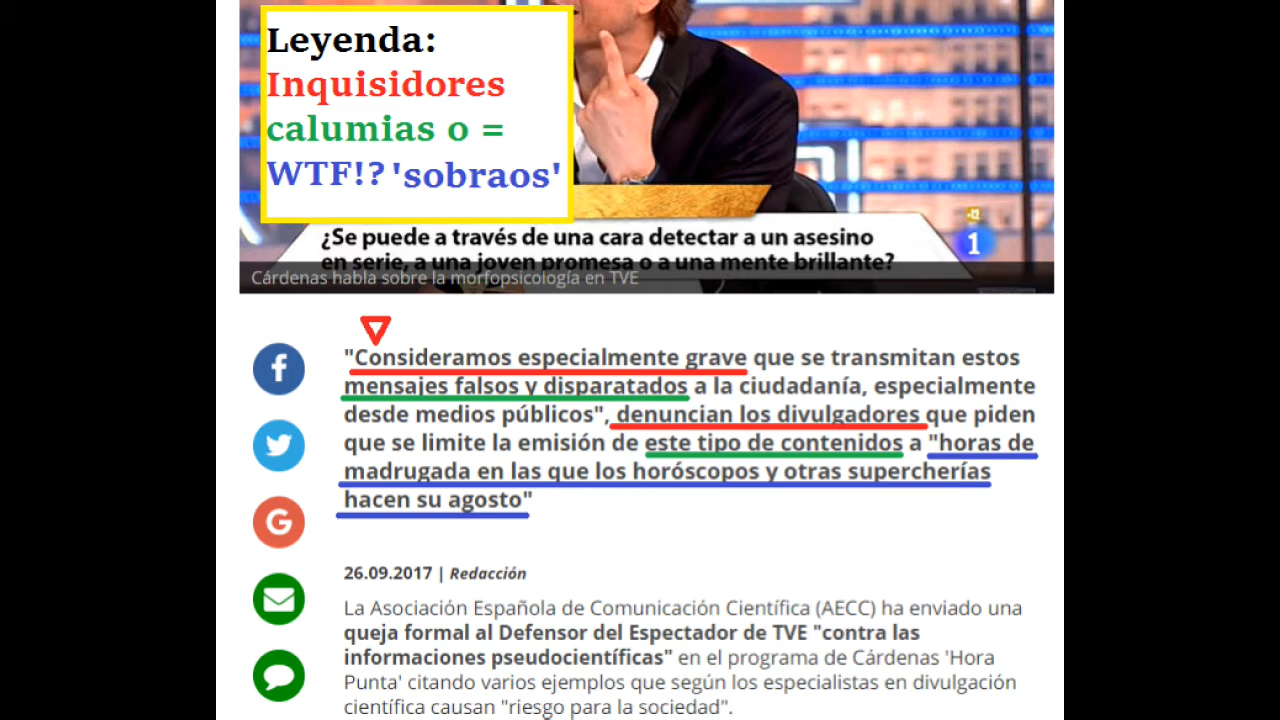 Leyenda:
Inquisidores
calumias o =
WTF!? 'sobraos'
¿Se puede a través de una cara detectar a un asesino
en serie, a una joven promesa o a una mente brillante?
-12
1
Cárdenas habla sobre la morfopsicología en TVE
f
G
"Consideramos especialmente grave que se transmitan estos
mensajes falsos y disparatados a la ciudadanía, especialmente
desde medios públicos", denuncian los divulgadores que piden
que se limite la emisión de este tipo de contenidos a "horas de
madrugada en las que los horóscopos y otras supercherías
hacen su agosto"
26.09.2017 | Redacción
La Asociación Española de Comunicación Científica (AECC) ha enviado una
queja formal al Defensor del Espectador de TVE "contra las
informaciones pseudocientíficas" en el programa de Cárdenas 'Hora
Punta' citando varios ejemplos que según los especialistas en divulgación
científica causan "riesgo para la sociedad".